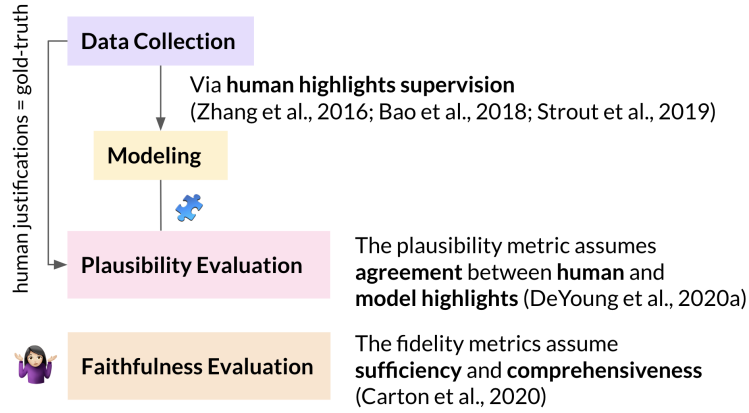 human justifications = gold-truth
Data Collection
Via human highlights supervision
(Zhang et al., 2016; Bao et al., 2018; Strout et al., 2019)
Modeling
Plausibility Evaluation
The plausibility metric assumes
agreement between human and
model highlights (DeYoung et al., 2020a)
Faithfulness Evaluation
The fidelity metrics assume
sufficiency and comprehensiveness
(Carton et al., 2020)